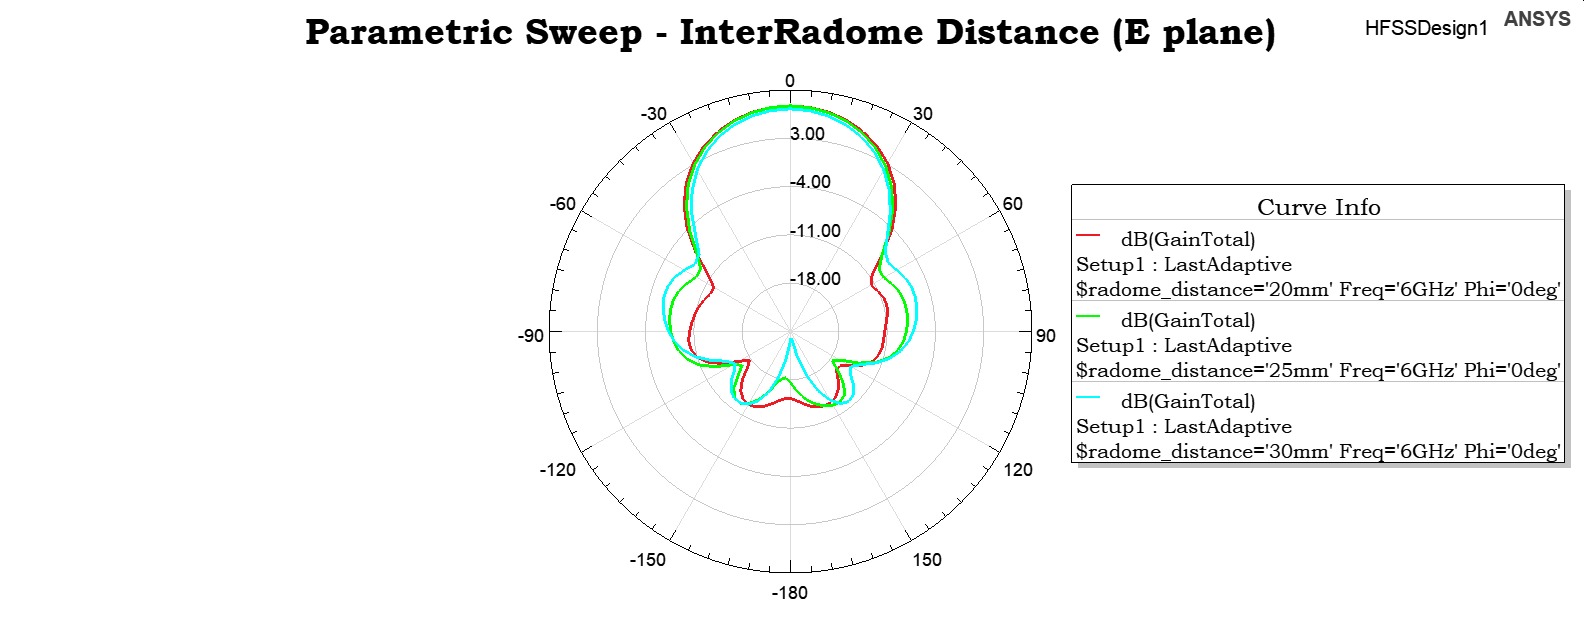 Parametric Sweep - InterRadome Distance (E plane)
HFSSDesign1
ANSYS
0
-30
30
3.00
-4.00
-60
60
-11.00
-18.00
-90
90
-120
120
-150
150
-180
Curve Info
dB(GainTotal)
Setup1 : LastAdaptive
$radome_distance='20mm' Freq='6GHz' Phi='0deg'
dB(GainTotal)
Setup1 : LastAdaptive
$radome_distance='25mm' Freq='6GHz' Phi='0deg'
dB(GainTotal)
Setup1 : LastAdaptive
$radome_distance='30mm' Freq='6GHz' Phi='0deg'